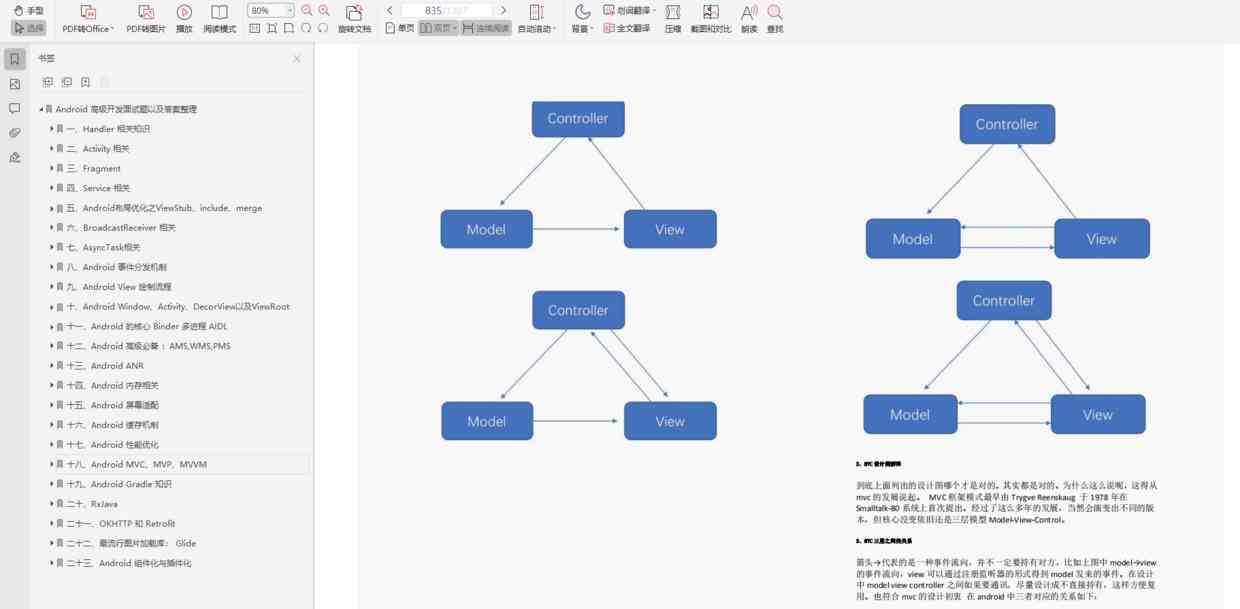 手型
选择
PDF转Office
PDF转图片
播放
阅读模式
80%
旋转文档
835/1307
单页
双页
连续阅读
自动滚动
背景
划词翻译
全文翻译
压缩
截图和对比
朗读
查找
书签
Android 高级开发面试题以及答案整理
一、Handler 相关知识
二、Activity 相关
三、Fragment
四、Service 相关
五、Android布局优化之ViewStub、include、merge
六、BroadcastReceiver 相关
七、AsyncTask相关
八、Android 事件分发机制
九、Android View 绘制流程
十、Android Window、Activity、DecorView以及ViewRoot
十一、Android 的核心 Binder 多进程 AIDL
十二、Android 高级必备 ：AMS,WMS,PMS
十三、Android ANR
十四、Android 内存相关
十五、Android 屏幕适配
十六、Android 缓存机制
十七、Android 性能优化
十八、Android MVC、MVP、MVVM
十九、Android Gradle 知识
二十、RxJava
二十一、OKHTTP 和 Retrofit
二十二、最流行图片加载库： Glide
二十三、Android 组件化与插件化
Controller
Model
View
Controller
Model
View
Controller
Model
View
Controller
Model
View
2、MVC 设计图解释
到底上面列出的设计图哪个才是对的。其实都是对的。为什么这么说呢，这得从
mvc 的发展说起。 MVC 框架模式最早由 Trygve Reenskaug 于 1978 年在
Smalltalk-80 系统上首次提出。经过了这么多年的发展，当然会演变出不同的版
本，但核心没变依旧还是三层模型 Model-View-Control。
3、MVC 三层之间的关系
箭头→代表的是一种事件流向，并不一定要持有对方，比如上图中 model→view
的事件流向，view 可以通过注册监听器的形式得到 model 发来的事件。在设计
中 model view controller 之间如果要通讯，尽量设计成不直接持有，这样方便复
用，也符合 mvc 的设计初衷 在 android 中三者对应的关系如下：